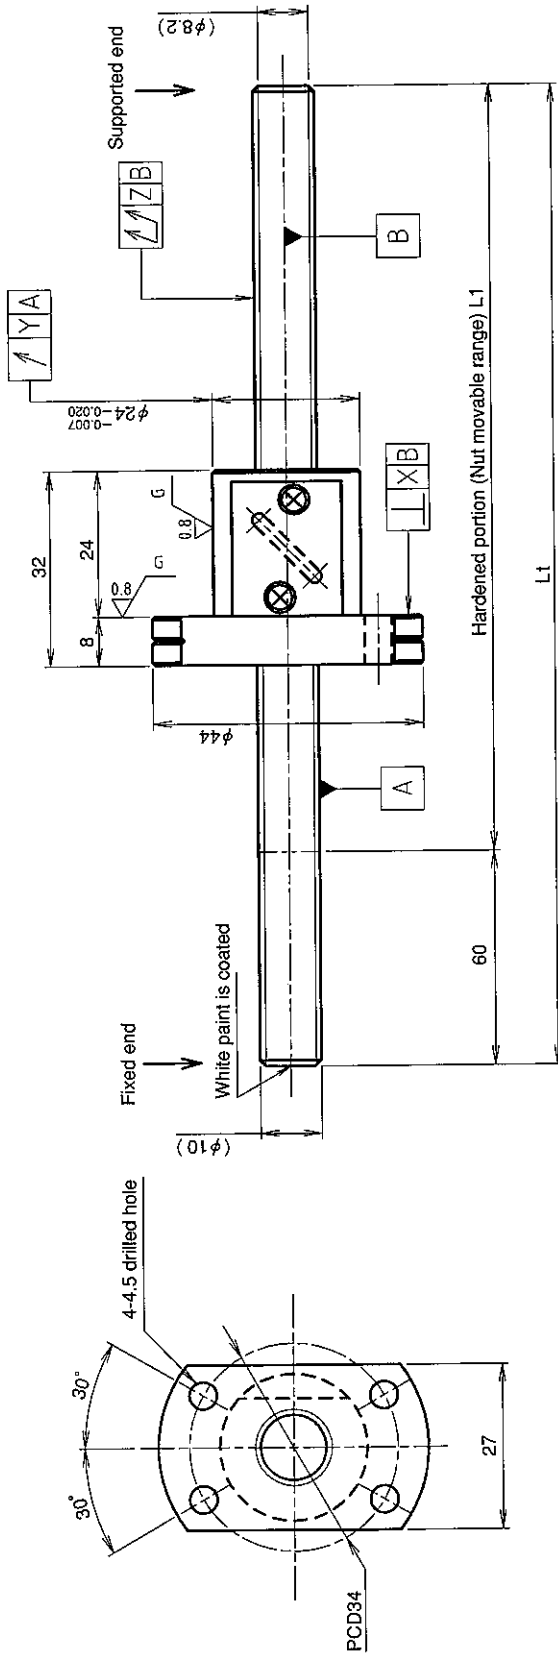 30°
30°
4-4.5 drilled hole
PCD34
27
Fixed end
White paint is coated
(φ10)
φ44
32
8
24
0.8
G
0.8
G
φ24 -0.007
-0.020
Y A
Z B
Supported end
(φ8.2)
A
⊥ X B
B
60
Hardened portion (Nut movable range) L1
Lt